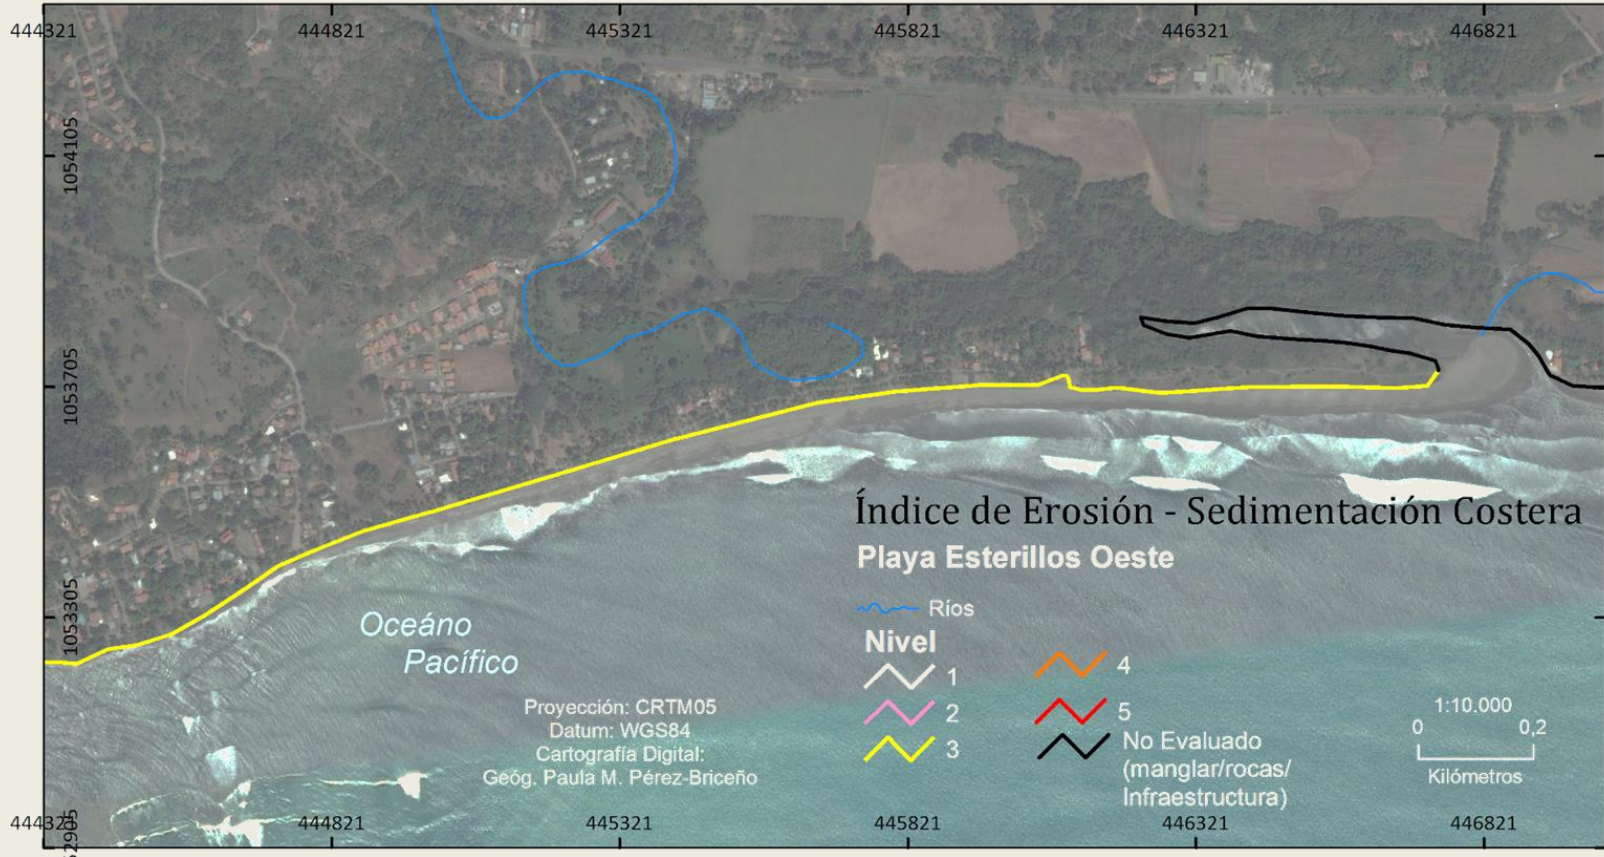 444321 444821 445321 445821 446321 446821
1054105
1053705
1053305
Índice de Erosión - Sedimentación Costera
Playa Esterillos Oeste
Ríos
Nivel
1
2
3
4
5
No Evaluado
(manglar/rocas/
Infraestructura)
Oceáno
Pacífico
Proyección: CRTM05
Datum: WGS84
Cartografía Digital:
Geóg. Paula M. Pérez-Briceño
1:10.000
0 0,2
Kilómetros
444321 444821 445321 445821 446321 446821